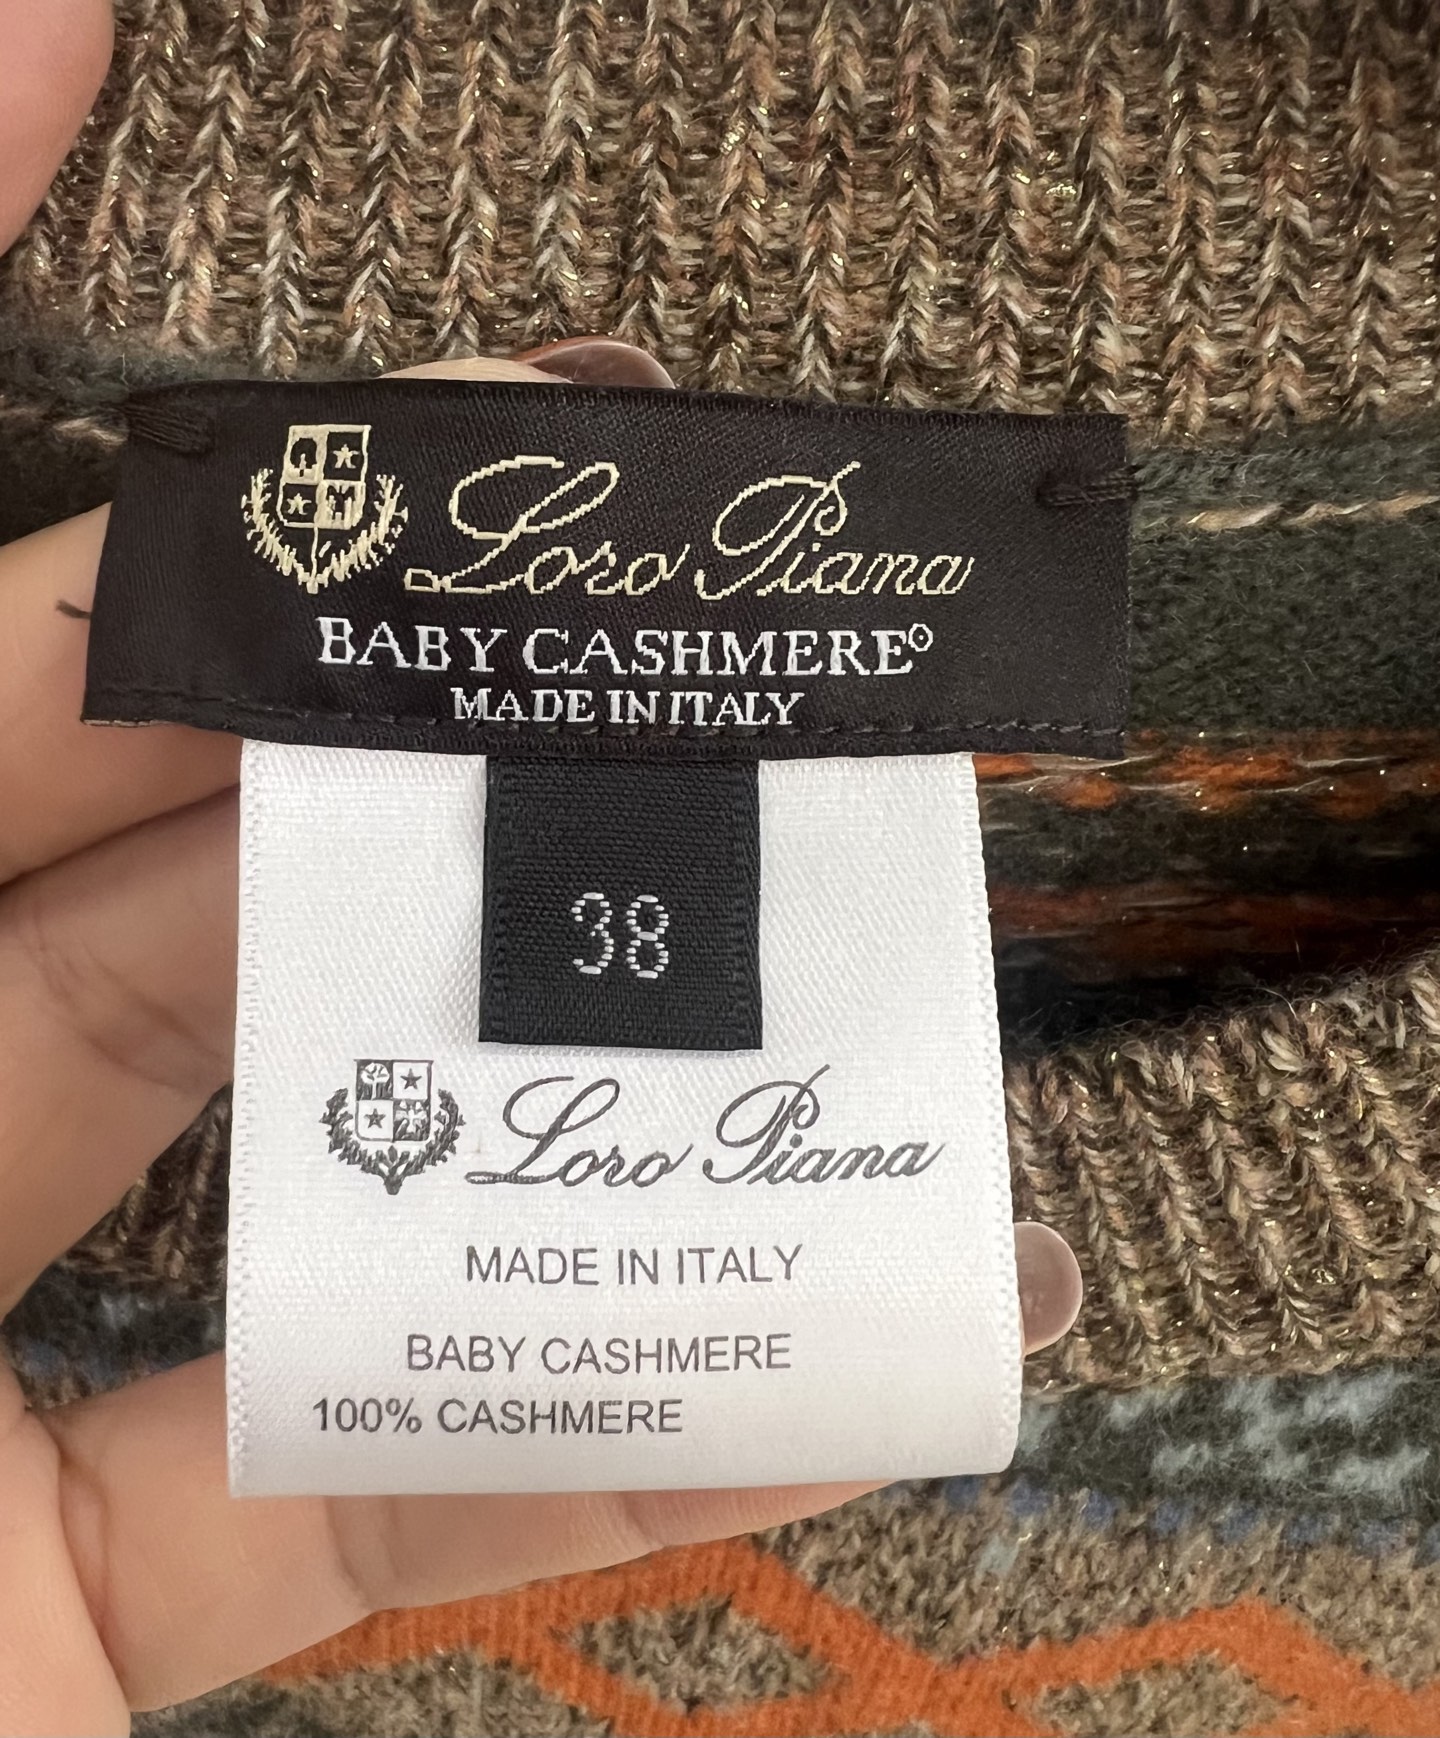 Loro Piana
BABY CASHMERE®
MADE IN ITALY
38
Loro Piana
MADE IN ITALY
BABY CASHMERE
100% CASHMERE